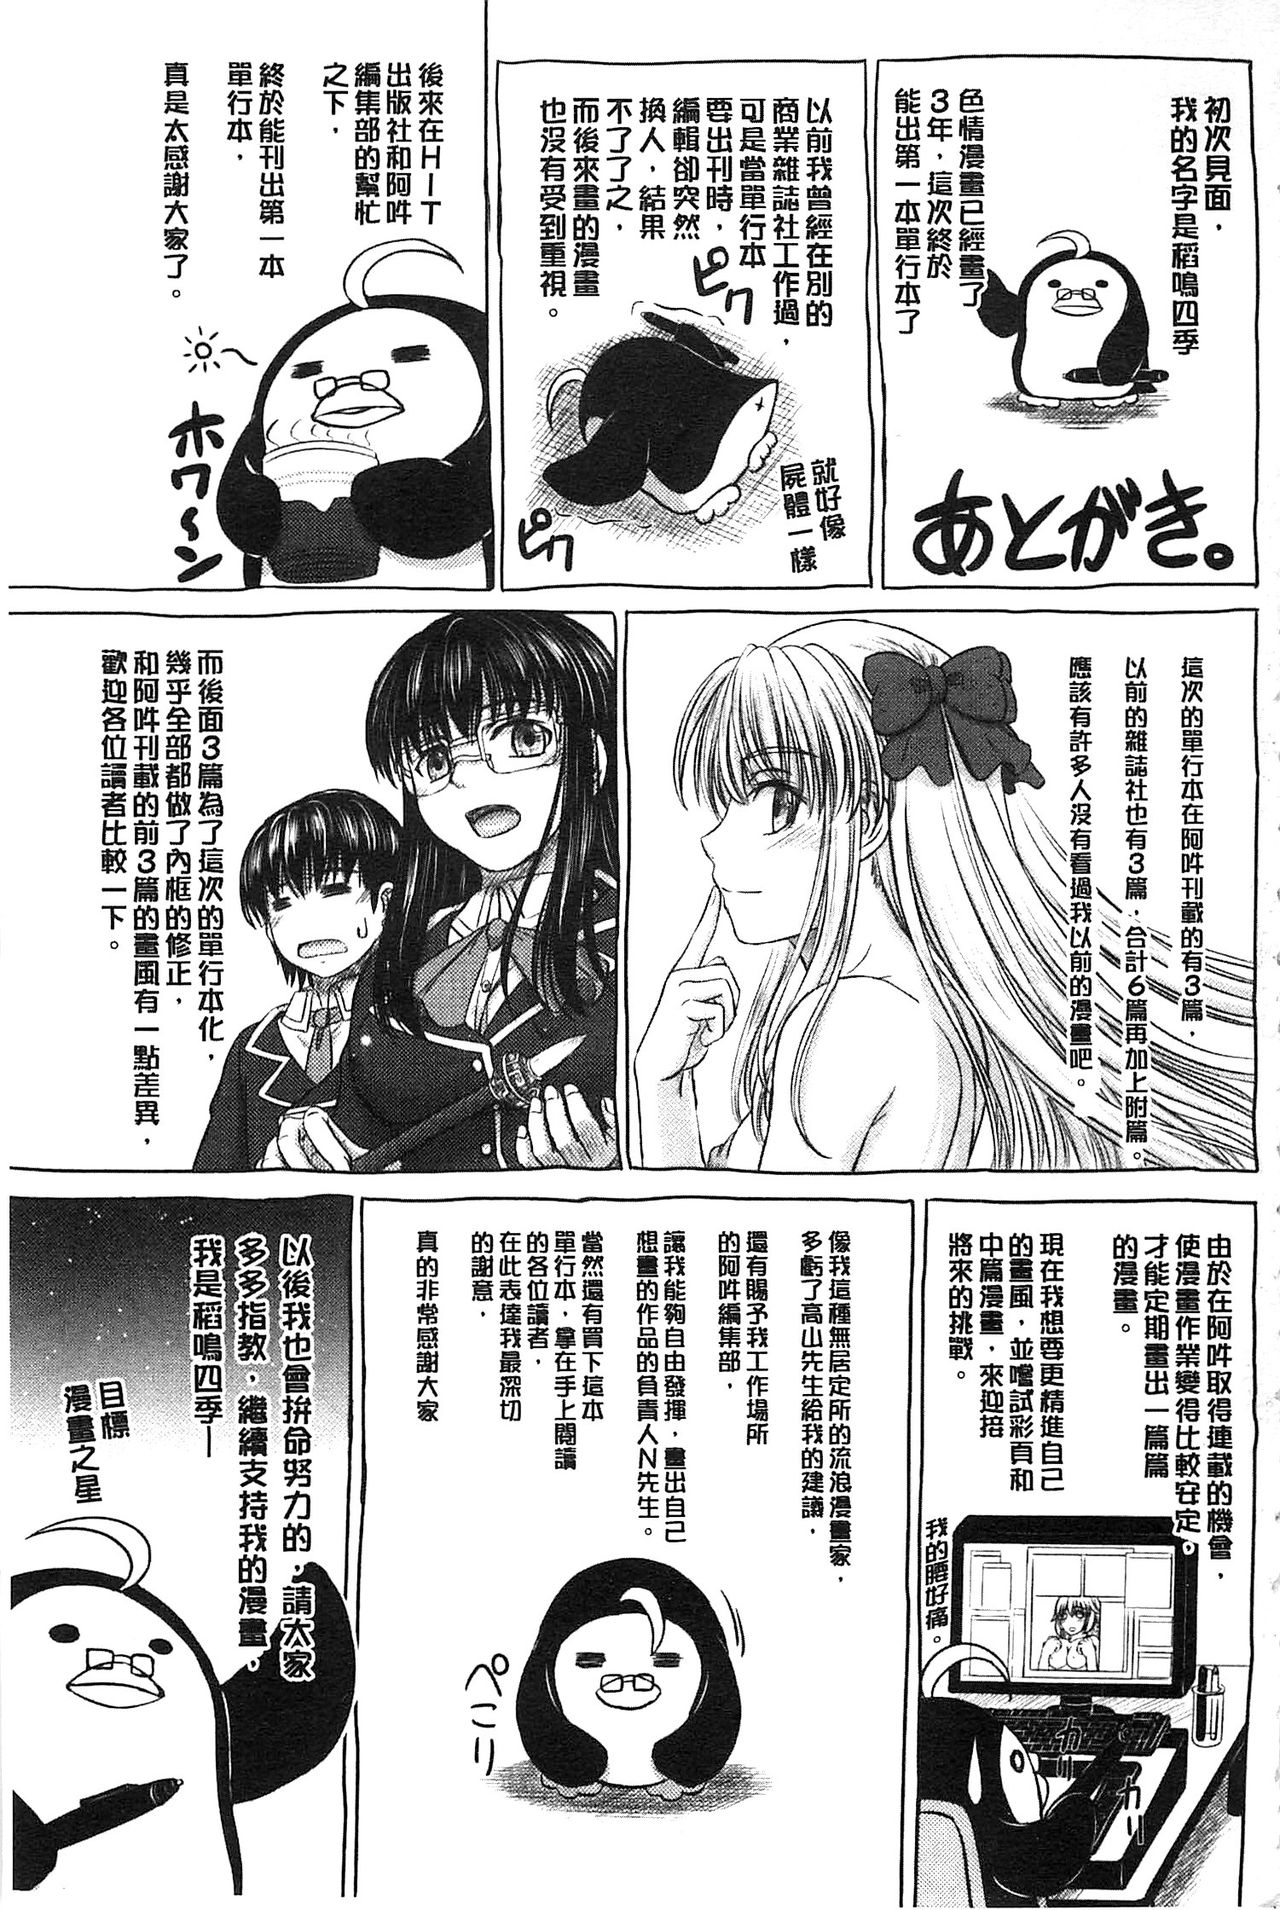 初次見面，
我的名字是稻鳴四季
色情漫畫已經畫了
3年，這次終於
能出第一本單行本了
あとがき。
以前我曾經在別的
商業雜誌社工作過，
可是當單行本
要出刊時，
編輯卻突然
換人，結果
不了了之，
而後來畫的漫畫
也沒有受到重視。
ピク
ピク
就好像
屍體一樣
後來在HIT
出版社和阿吽
編集部的幫忙
之下，
終於能刊出第一本
單行本，
真是太感謝大家了。
ホワ〜ン
這次的單行本在阿吽刊載的有3篇，
以前的雜誌社也有3篇，合計6篇再加上附篇。
應該有許多人沒有看過我以前的漫畫吧。
而後面3篇為了這次的單行本化，
幾乎全部都做了內框的修正，
和阿吽刊載的前3篇的畫風有一點差異，
歡迎各位讀者比較一下。
由於在阿吽取得連載的機會，
使漫畫作業變得比較安定，
才能定期畫出一篇篇
的漫畫。
現在我想要更精進自己
的畫風，並嚐試彩頁和
中篇漫畫，來迎接
將來的挑戰。
我的腰好痛。
カリ
カリ
像我這種無居定所的流浪漫畫家，
多虧了高山先生給我的建議，
還有賜予我工作場所
的阿吽編集部，
讓我能夠自由發揮，畫出自己
想畫的作品的負責人N先生。
當然還有買下這本
單行本，拿在手上閱讀
的各位讀者，
在此表達我最深切
的謝意，
真的非常感謝大家
ぺこり
以後我也會拚命努力的，請大家
多多指教，繼續支持我的漫畫，
我是稻鳴四季—
目標
漫畫之星